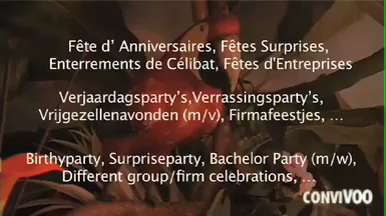 Fête d' Anniversaires, Fêtes Surprises,
Enterrements de Célibat, Fêtes d'Entreprises
Verjaardagsparty's,Verrassingsparty's,
Vrijgezellenavonden (m/v), Firmafeestjes, …
Birthyparty, Surpriseparty, Bachelor Party (m/w),
Different group/firm celebrations, …
CONVIVOO